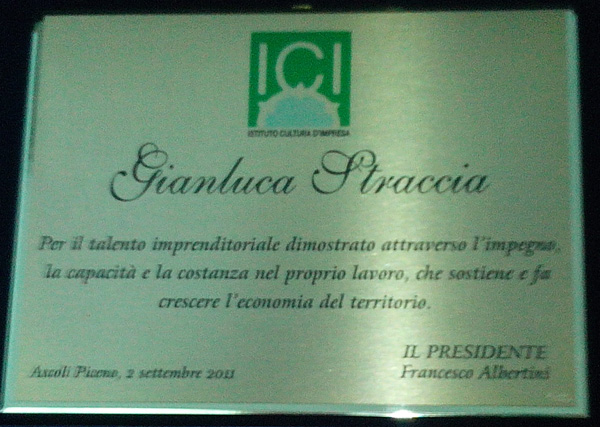 ICI
ISTITUTO CULTURA D'IMPRESA
Gianluca Straccia
Per il talento imprenditoriale dimostrato attraverso l'impegno,
la capacità e la costanza nel proprio lavoro, che sostiene e fa
crescere l'economia del territorio.
IL PRESIDENTE
Ascoli Piceno, 2 settembre 2011
Francesco Albertini